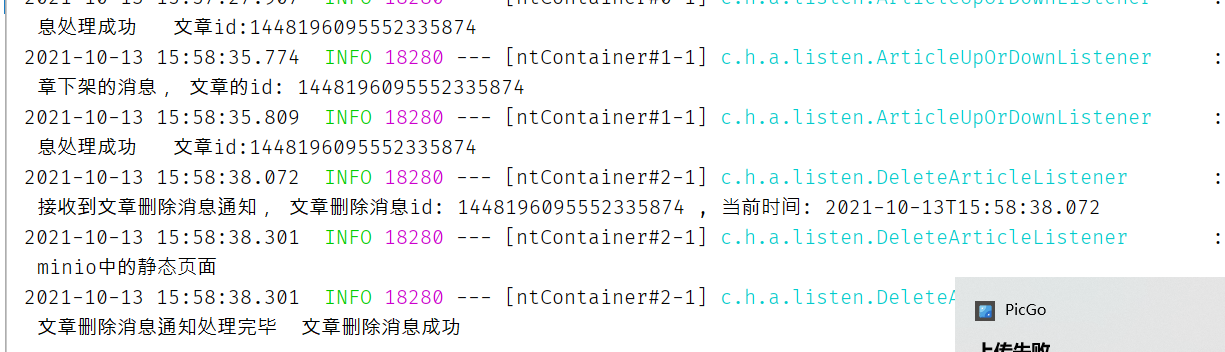 2021-10-13 15:57:27.967 INFO 18280 --- [ntContainer#0-1] c.h.a.listen.ArticleUpOrDownListener :
息处理成功 文章id:1448196095552335874
2021-10-13 15:58:35.774 INFO 18280 --- [ntContainer#1-1] c.h.a.listen.ArticleUpOrDownListener :
章下架的消息， 文章的id: 1448196095552335874
2021-10-13 15:58:35.809 INFO 18280 --- [ntContainer#1-1] c.h.a.listen.ArticleUpOrDownListener :
息处理成功 文章id:1448196095552335874
2021-10-13 15:58:38.072 INFO 18280 --- [ntContainer#2-1] c.h.a.listen.DeleteArticleListener :
接收到文章删除消息通知， 文章删除消息id: 1448196095552335874 , 当前时间: 2021-10-13T15:58:38.072
2021-10-13 15:58:38.301 INFO 18280 --- [ntContainer#2-1] c.h.a.listen.DeleteArticleListener :
minio中的静态页面
2021-10-13 15:58:38.301 INFO 18280 --- [ntContainer#2-1] c.h.a.listen.DeleteA
文章删除消息通知处理完毕 文章删除消息成功
PicGo
上传失败